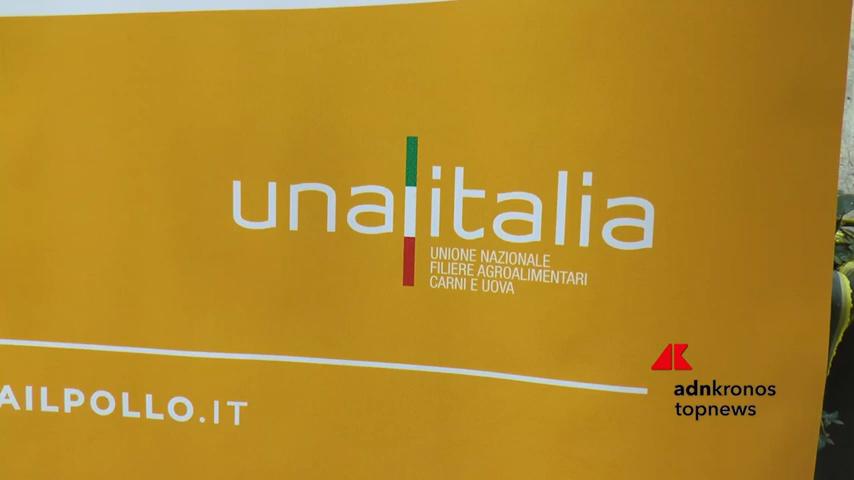 unaitalia
UNIONE NAZIONALE
FILIERE AGROALIMENTARI
CARNI E UOVA
AILPOLLO.IT
adnkronos
topnews